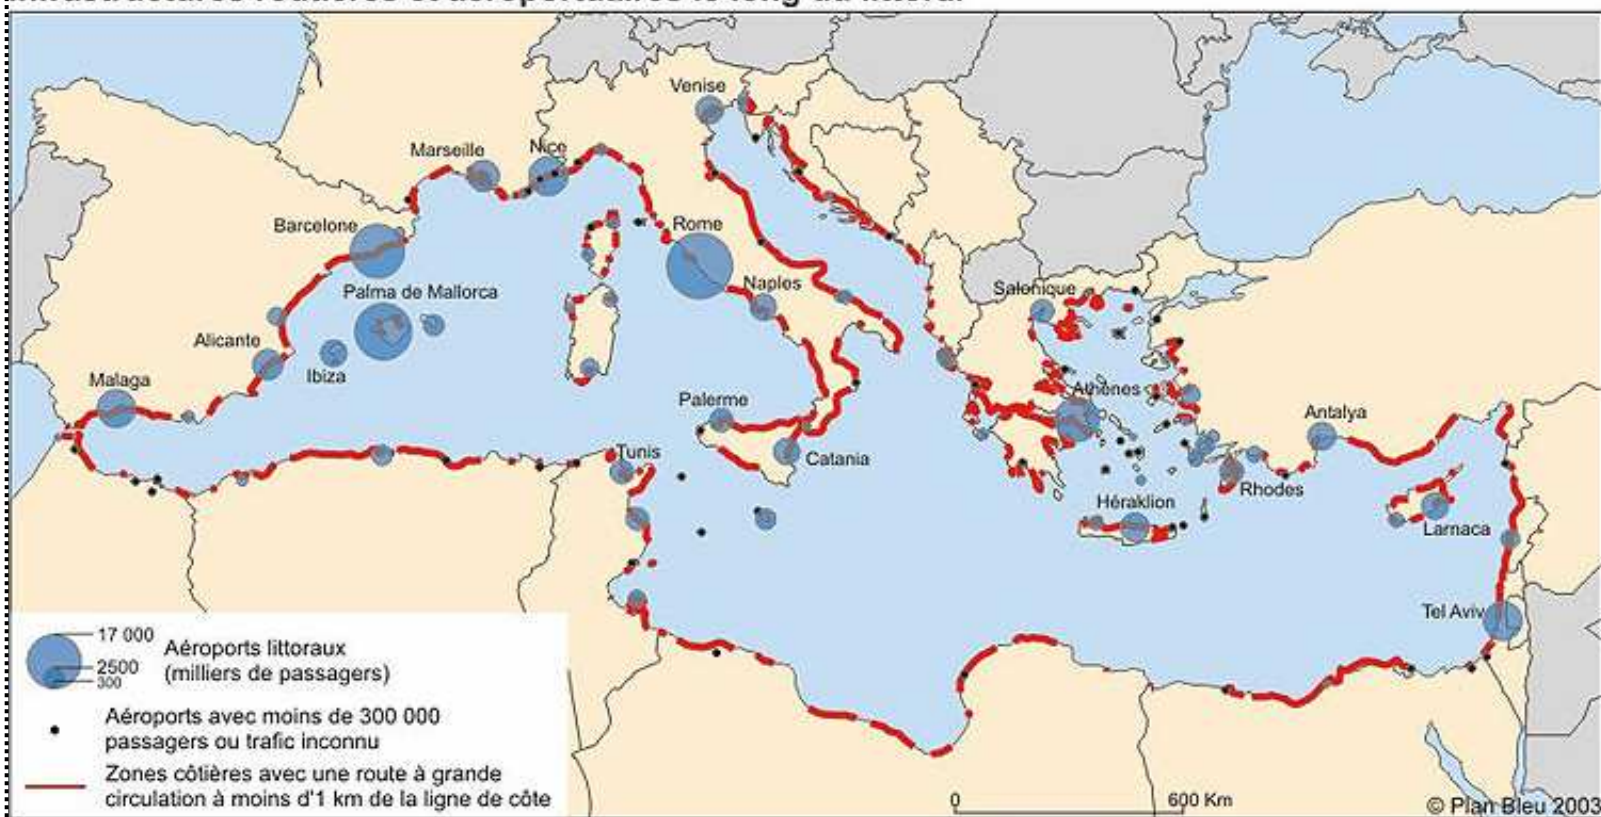 Venise
Marseille
Nice
Barcelone
Rome
Palma de Mallorca
Naples
Salonique
Alicante
Ibiza
Malaga
Palerme
Athènes
Antalya
Tunis
Catania
Rhodes
Héraklion
Larnaca
Tel Aviv
17 000
2500
300
Aéroports littoraux
(milliers de passagers)
Aéroports avec moins de 300 000
passagers ou trafic inconnu
Zones côtières avec une route à grande
circulation à moins d'1 km de la ligne de côte
0 600 Km
© Plan Bleu 2003